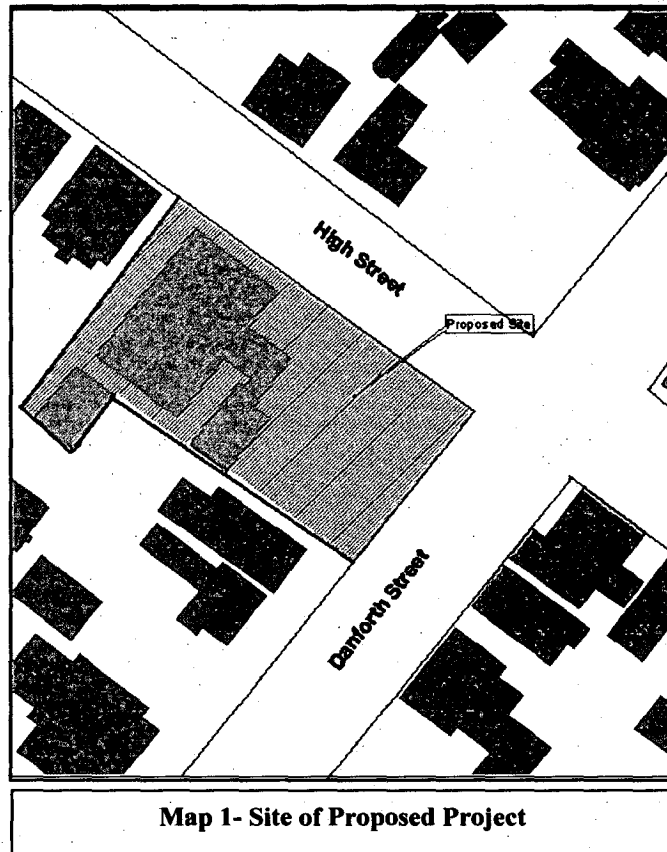 High Street
Proposed Site
Danforth Street
Map 1- Site of Proposed Project